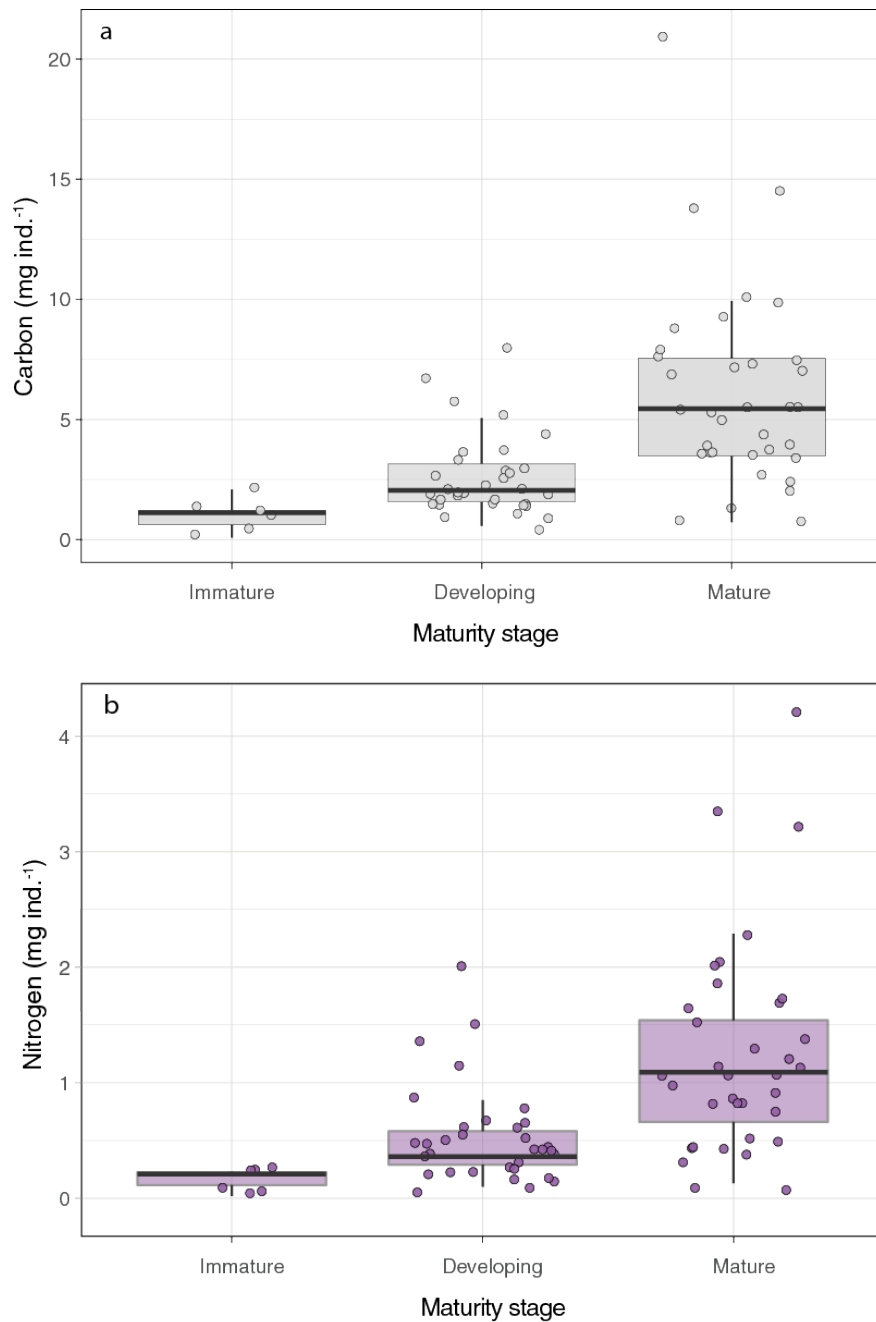 a
20
15
10
5
0
Carbon (mg ind.⁻¹)
Immature Developing Mature
Maturity stage
b
4
3
2
1
0
Nitrogen (mg ind.⁻¹)
Immature Developing Mature
Maturity stage